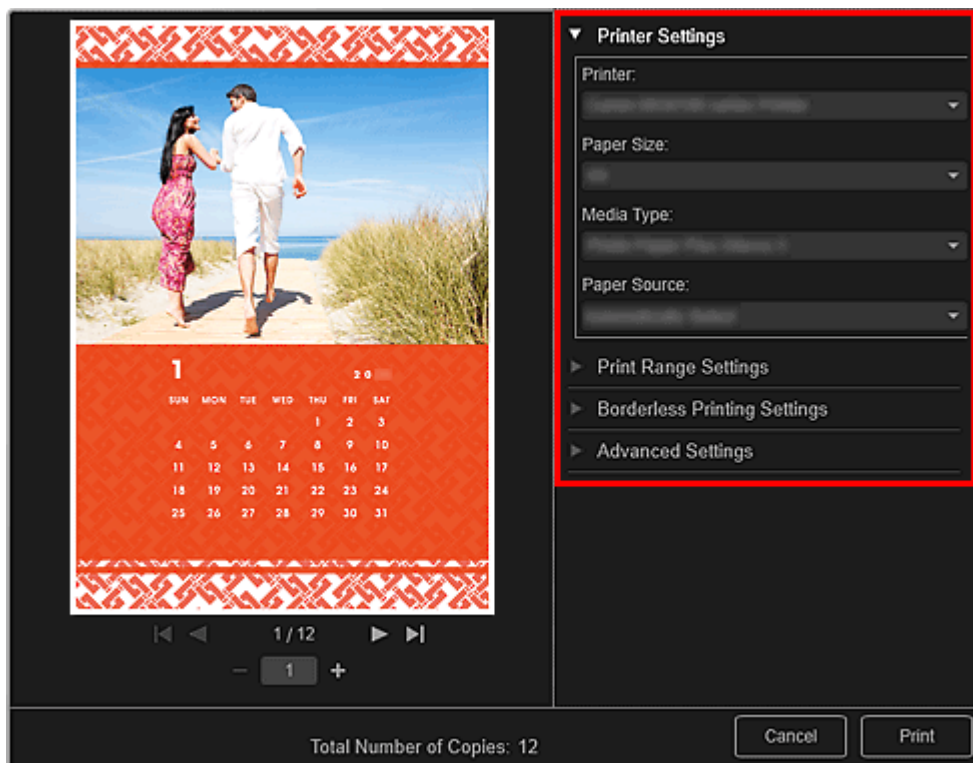 1
20
SUN MON TUE WED THU FRI SAT
1 2 3
4 5 6 7 8 9 10
11 12 13 14 15 16 17
18 19 20 21 22 23 24
25 26 27 28 29 30 31
1 / 12
1
Total Number of Copies: 12
Printer Settings
Printer:
Paper Size:
Media Type:
Paper Source:
Print Range Settings
Borderless Printing Settings
Advanced Settings
Cancel
Print